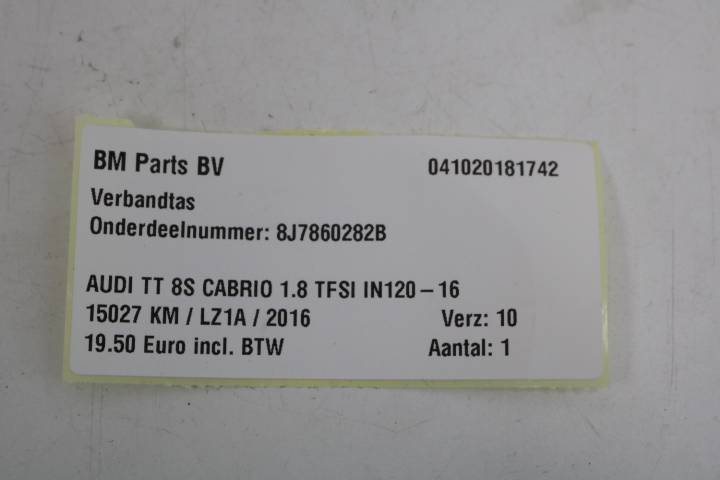 BM Parts BV 041020181742
Verbandtas
Onderdeelnummer: 8J7860282B
AUDI TT 8S CABRIO 1.8 TFSI IN120-16
15027 KM / LZ1A / 2016 Verz: 10
19.50 Euro incl. BTW Aantal: 1